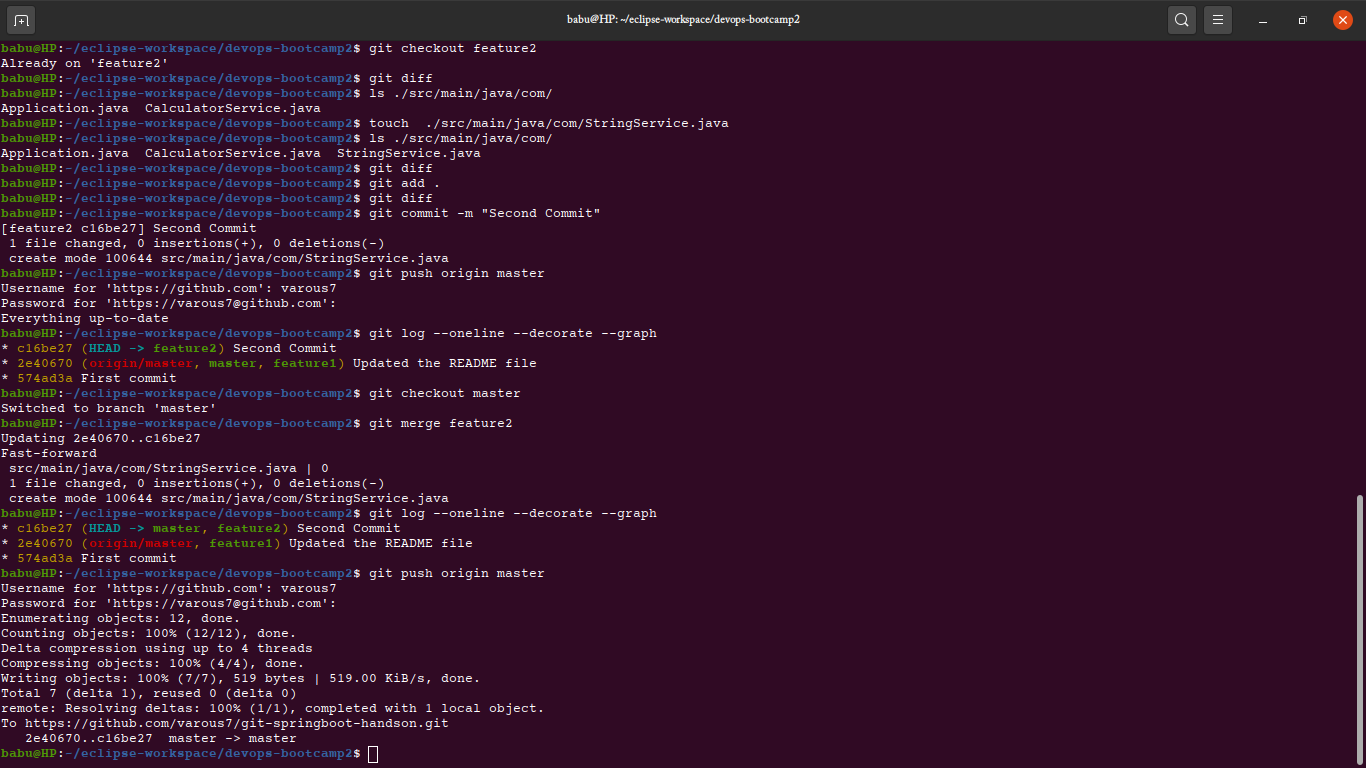 babu@HP: ~/eclipse-workspace/devops-bootcamp2
babu@HP:~/eclipse-workspace/devops-bootcamp2$ git checkout feature2
Already on 'feature2'
babu@HP:~/eclipse-workspace/devops-bootcamp2$ git diff
babu@HP:~/eclipse-workspace/devops-bootcamp2$ ls ./src/main/java/com/
Application.java  CalculatorService.java
babu@HP:~/eclipse-workspace/devops-bootcamp2$ touch  ./src/main/java/com/StringService.java
babu@HP:~/eclipse-workspace/devops-bootcamp2$ ls ./src/main/java/com/
Application.java  CalculatorService.java  StringService.java
babu@HP:~/eclipse-workspace/devops-bootcamp2$ git diff
babu@HP:~/eclipse-workspace/devops-bootcamp2$ git add .
babu@HP:~/eclipse-workspace/devops-bootcamp2$ git diff
babu@HP:~/eclipse-workspace/devops-bootcamp2$ git commit -m "Second Commit"
[feature2 c16be27] Second Commit
 1 file changed, 0 insertions(+), 0 deletions(-)
 create mode 100644 src/main/java/com/StringService.java
babu@HP:~/eclipse-workspace/devops-bootcamp2$ git push origin master
Username for 'https://github.com': varous7
Password for 'https://varous7@github.com':
Everything up-to-date
babu@HP:~/eclipse-workspace/devops-bootcamp2$ git log --oneline --decorate --graph
* c16be27 (HEAD -> feature2) Second Commit
* 2e40670 (origin/master, master, feature1) Updated the README file
* 574ad3a First commit
babu@HP:~/eclipse-workspace/devops-bootcamp2$ git checkout master
Switched to branch 'master'
babu@HP:~/eclipse-workspace/devops-bootcamp2$ git merge feature2
Updating 2e40670..c16be27
Fast-forward
 src/main/java/com/StringService.java | 0
 1 file changed, 0 insertions(+), 0 deletions(-)
 create mode 100644 src/main/java/com/StringService.java
babu@HP:~/eclipse-workspace/devops-bootcamp2$ git log --oneline --decorate --graph
* c16be27 (HEAD -> master, feature2) Second Commit
* 2e40670 (origin/master, feature1) Updated the README file
* 574ad3a First commit
babu@HP:~/eclipse-workspace/devops-bootcamp2$ git push origin master
Username for 'https://github.com': varous7
Password for 'https://varous7@github.com':
Enumerating objects: 12, done.
Counting objects: 100% (12/12), done.
Delta compression using up to 4 threads
Compressing objects: 100% (4/4), done.
Writing objects: 100% (7/7), 519 bytes | 519.00 KiB/s, done.
Total 7 (delta 1), reused 0 (delta 0)
remote: Resolving deltas: 100% (1/1), completed with 1 local object.
To https://github.com/varous7/git-springboot-handson.git
   2e40670..c16be27  master -> master
babu@HP:~/eclipse-workspace/devops-bootcamp2$